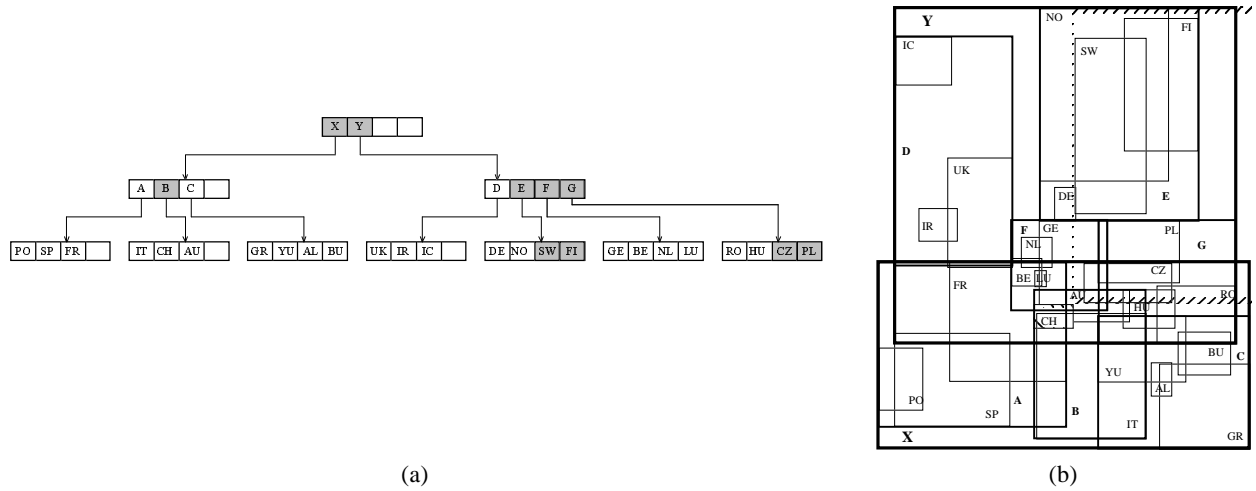 X Y
A B C
D E F G
PO SP FR
IT CH AU
GR YU AL BU
UK IR IC
DE NO SW FI
GE BE NL LU
RO HU CZ PL
(a)
Y
NO
FI
IC
SW
D
UK
DE
E
IR
F
GE
PL
NL
G
BE
LU
CZ
FR
AU
RO
HU
CH
BU
C
YU
AL
PO
SP
A
B
IT
X
GR
(b)